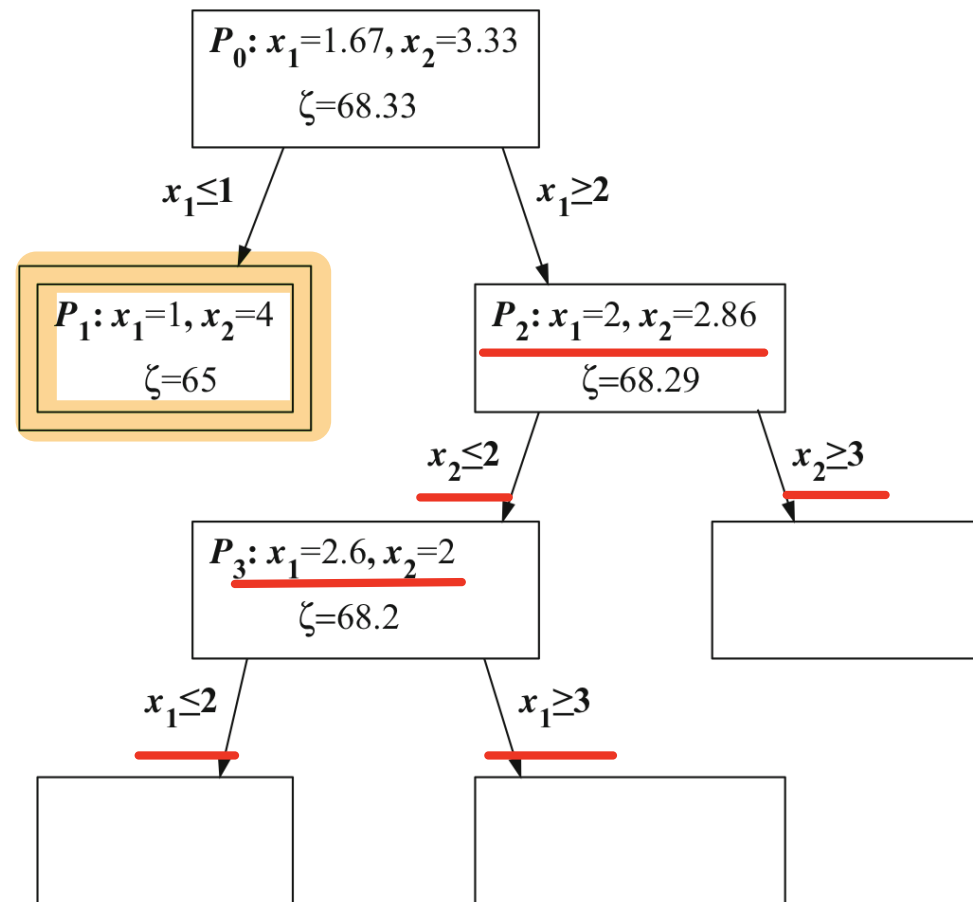 P0: x1=1.67, x2=3.33
ζ=68.33
x1≤1
x1≥2
P1: x1=1, x2=4
ζ=65
P2: x1=2, x2=2.86
ζ=68.29
x2≤2
x2≥3
P3: x1=2.6, x2=2
ζ=68.2
x1≤2
x1≥3